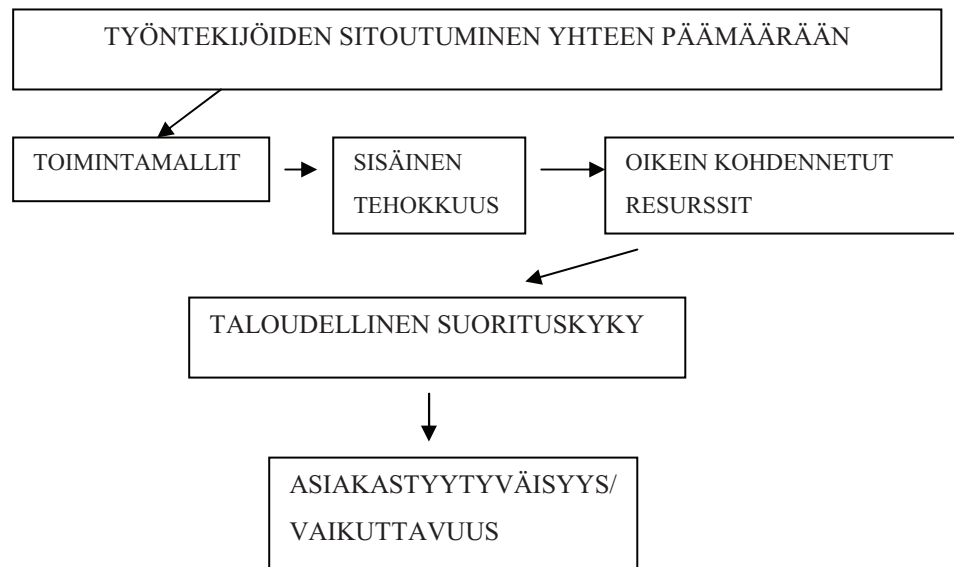 TYÖNTEKIJÖIDEN SITOUTUMINEN YHTEEN PÄÄMÄÄRÄÄN
TOIMINTAMALLIT
SISÄINEN
TEHOKKUUS
OIKEIN KOHDENNETUT
RESURSSIT
TALOUDELLINEN SUORITUSKYKY
ASIAKASTYYTYVÄISYYS/
VAIKUTTAVUUS